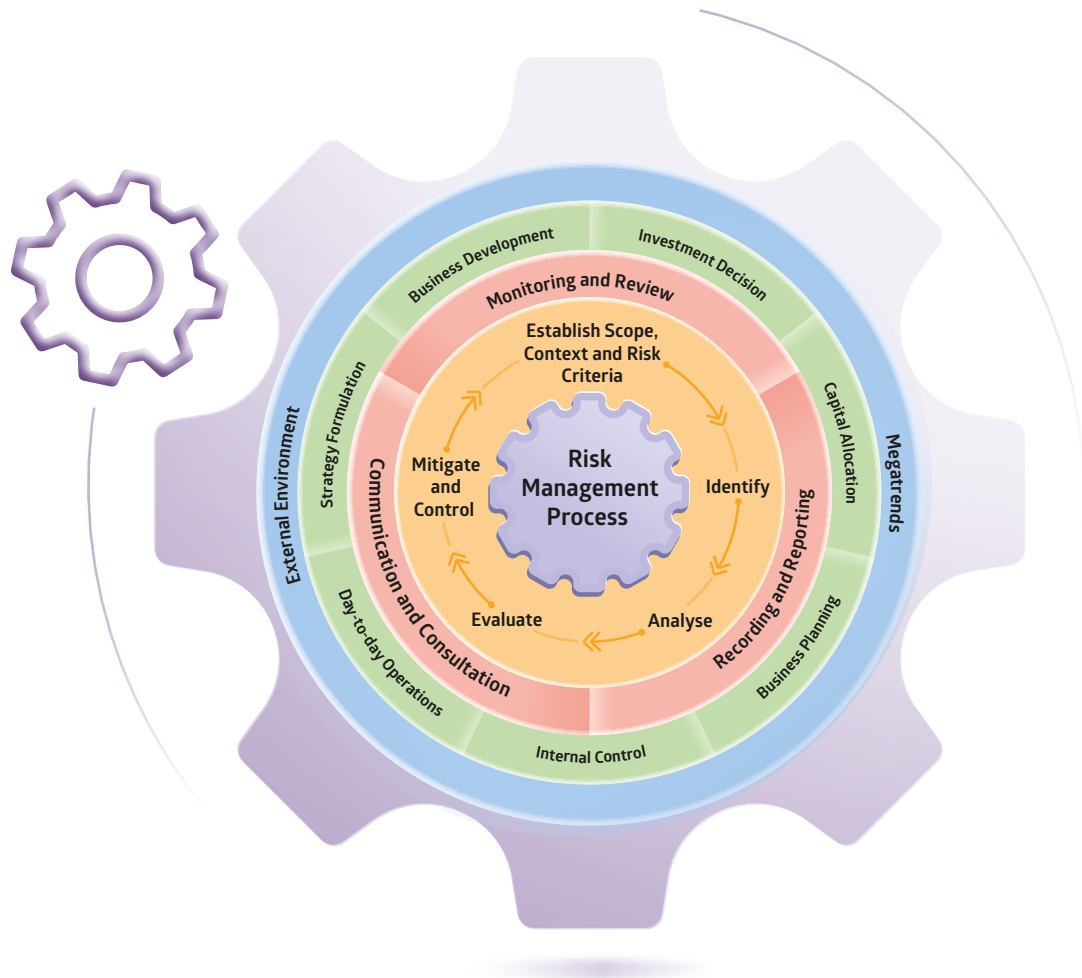 External Environment
Megatrends
Business Development
Investment Decision
Strategy Formulation
Capital Allocation
Day-to-day Operations
Business Planning
Internal Control
Monitoring and Review
Communication and Consultation
Recording and Reporting
Establish Scope,
Context and Risk
Criteria
Identify
Analyse
Evaluate
Mitigate
and
Control
Risk
Management
Process